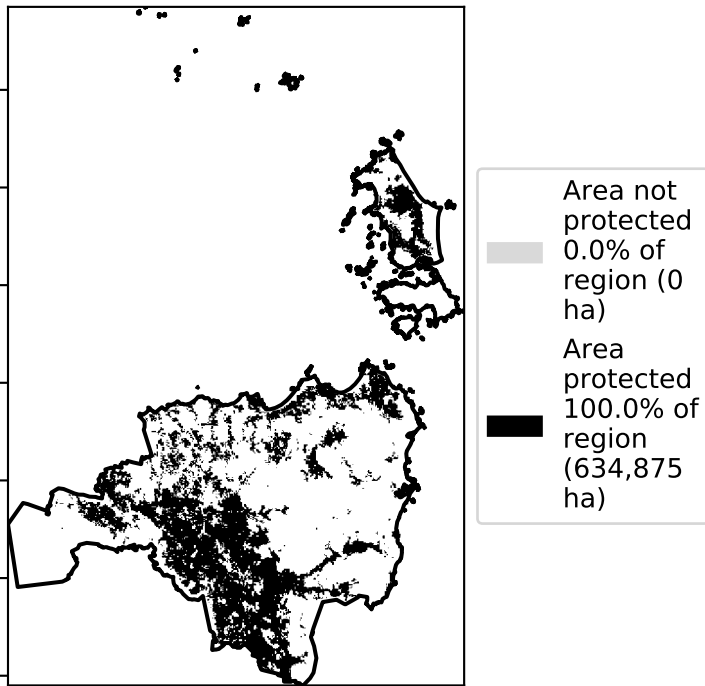 Area not
protected
0.0% of
region (0
ha)
Area
protected
100.0% of
region
(634,875
ha)